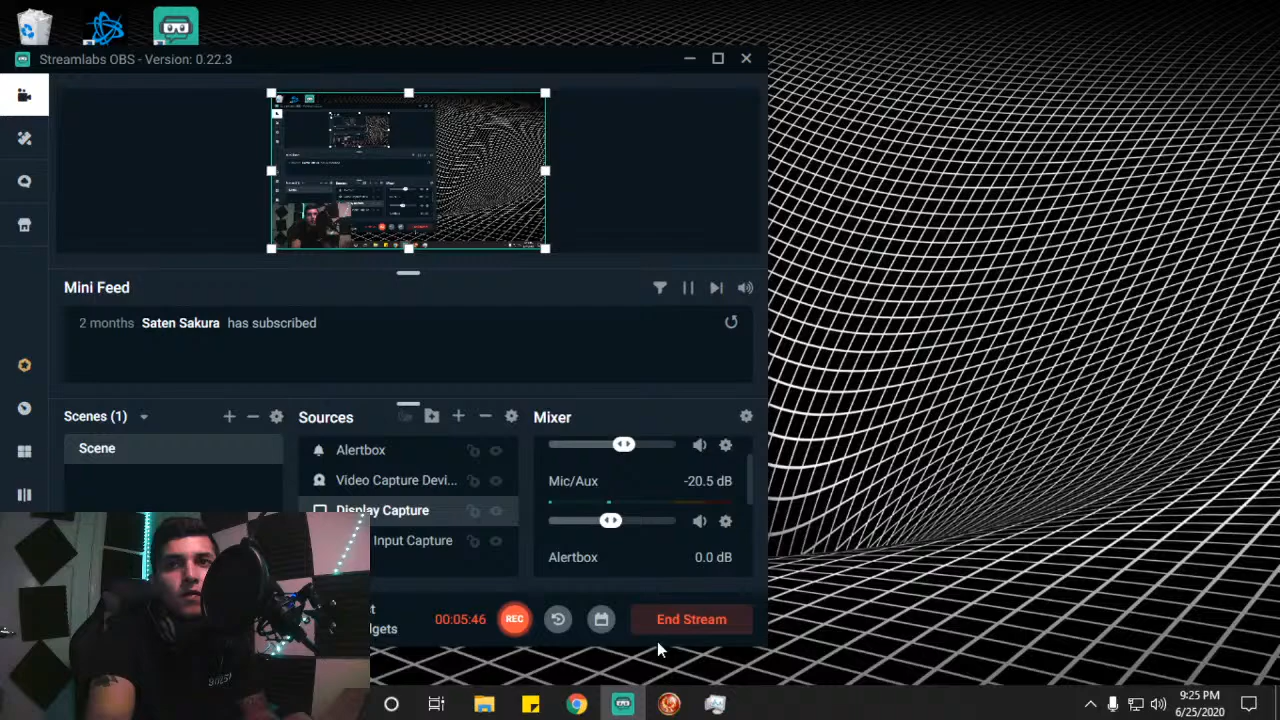 Streamlabs OBS - Version: 0.22.3
Mini Feed
2 months Saten Sakura has subscribed
Scenes (1)
Scene
Sources
Alertbox
Video Capture Devi...
Display Capture
Input Capture
Mixer
Mic/Aux -20.5 dB
Alertbox 0.0 dB
00:05:46 REC End Stream
9:25 PM
6/25/2020